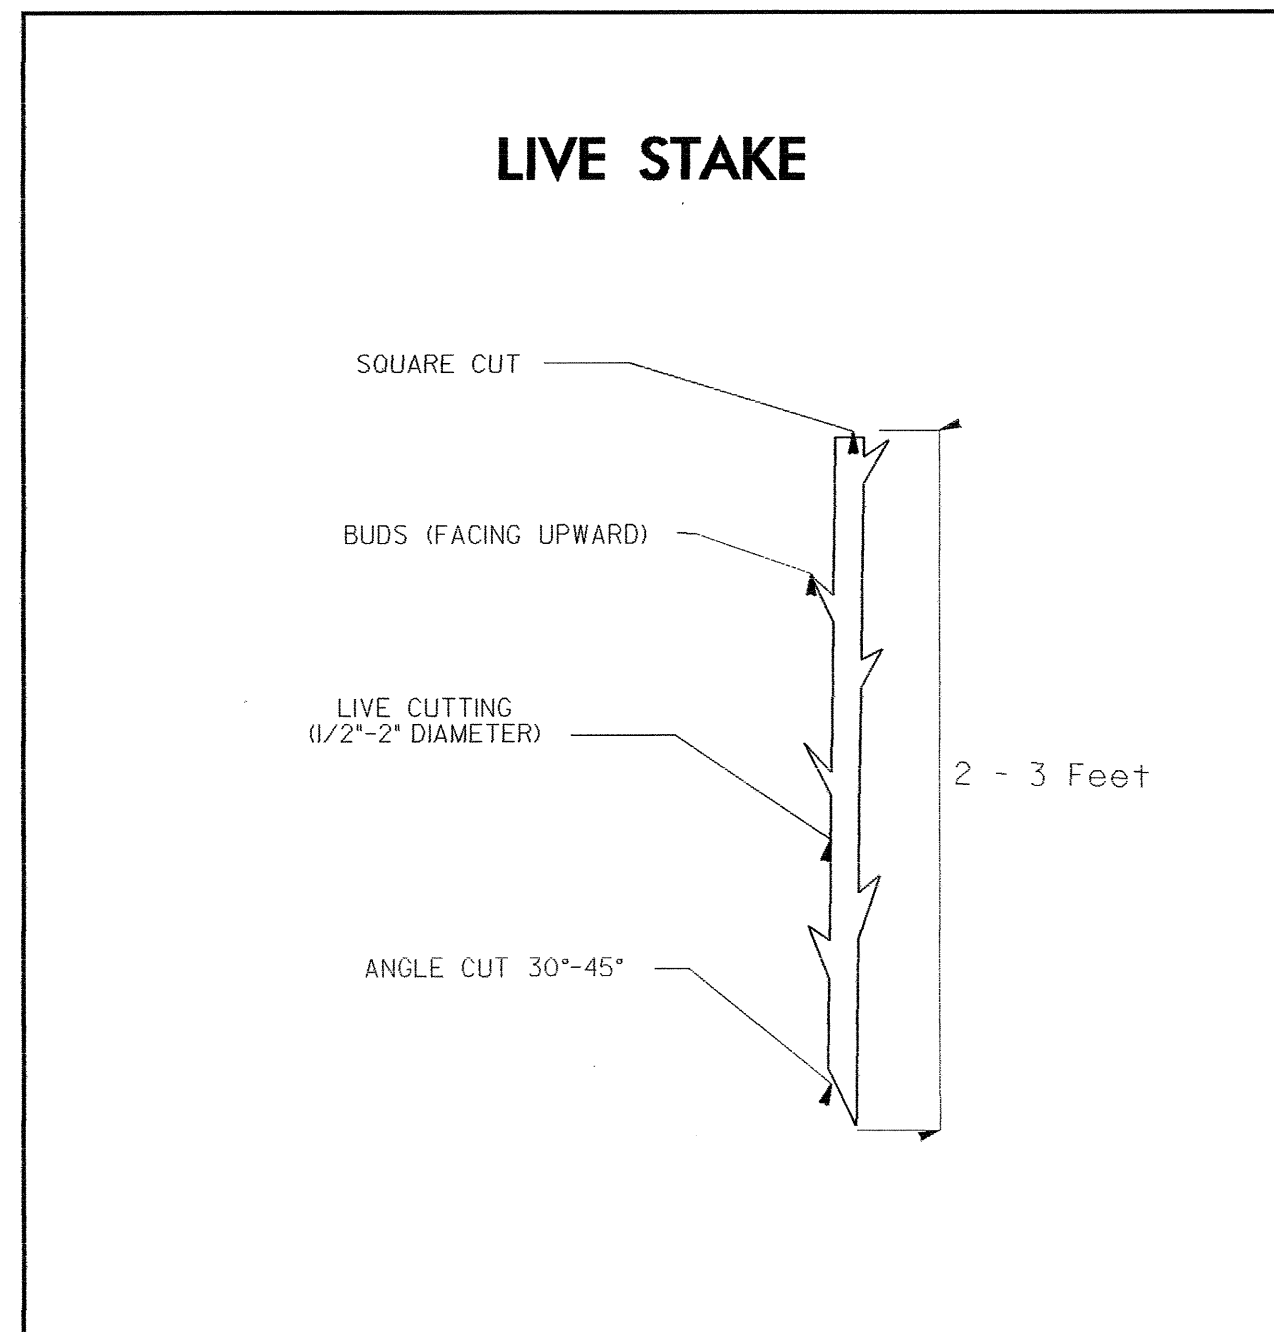 LIVE STAKE
SQUARE CUT
BUDS (FACING UPWARD)
LIVE CUTTING
(1/2"-2" DIAMETER)
2 - 3 Feet
ANGLE CUT 30°-45°